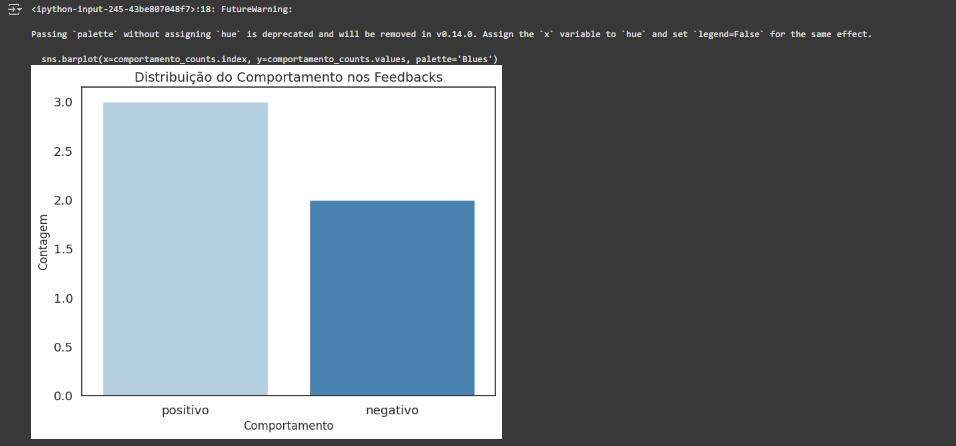 <ipython-input-245-43be807048f7>:18: FutureWarning:
Passing `palette` without assigning `hue` is deprecated and will be removed in v0.14.0. Assign the `x` variable to `hue` and set `legend=False` for the same effect.
sns.barplot(x=comportamento_counts.index, y=comportamento_counts.values, palette='Blues')
Distribuição do Comportamento nos Feedbacks
3.0
2.5
2.0
1.5
1.0
0.5
0.0
Contagem
positivo negativo
Comportamento